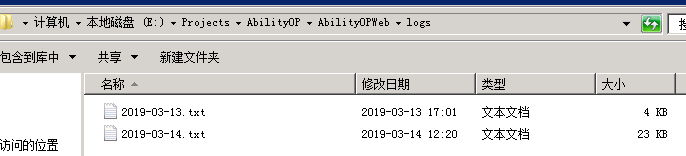 计算机 ▸ 本地磁盘 (E:) ▸ Projects ▸ AbilityOP ▸ AbilityOPWeb ▸ logs
包含到库中 共享 新建文件夹
名称 修改日期 类型 大小
2019-03-13.txt 2019-03-13 17:01 文本文档 4 KB
2019-03-14.txt 2019-03-14 12:20 文本文档 23 KB
访问的位置